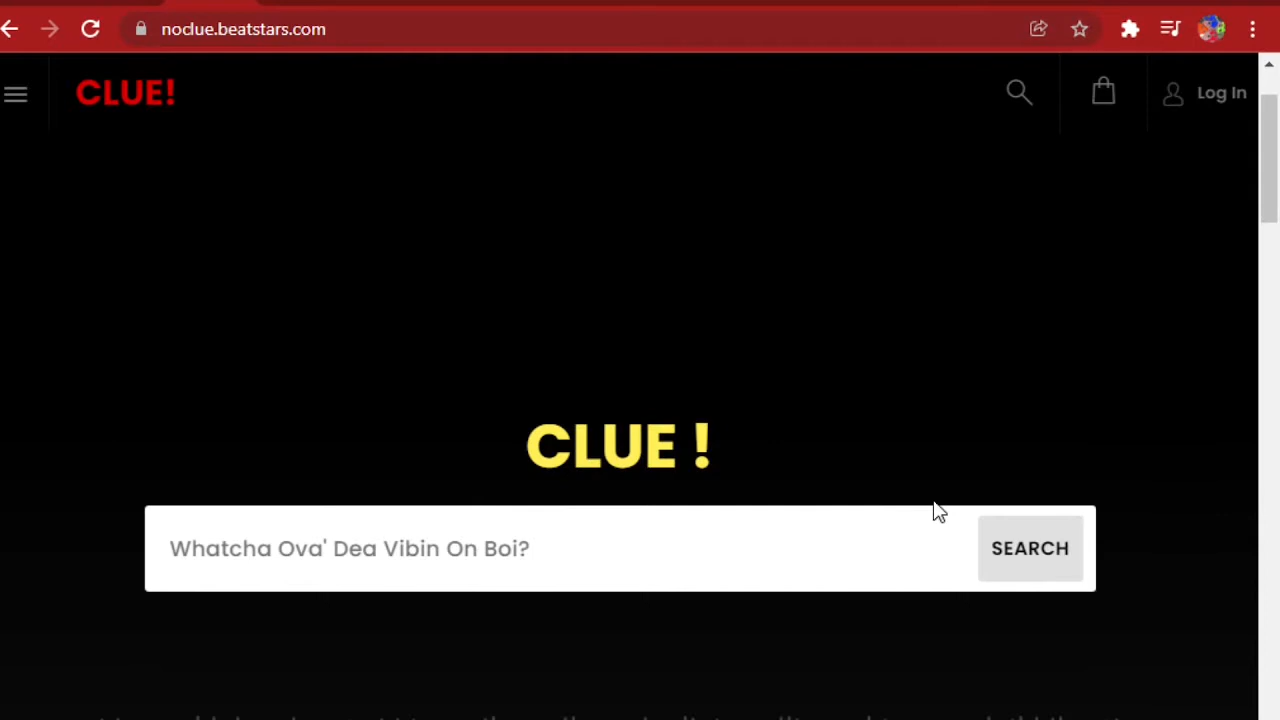 noclue.beatstars.com
CLUE!
Log In
CLUE !
Whatcha Ova' Dea Vibin On Boi?
SEARCH